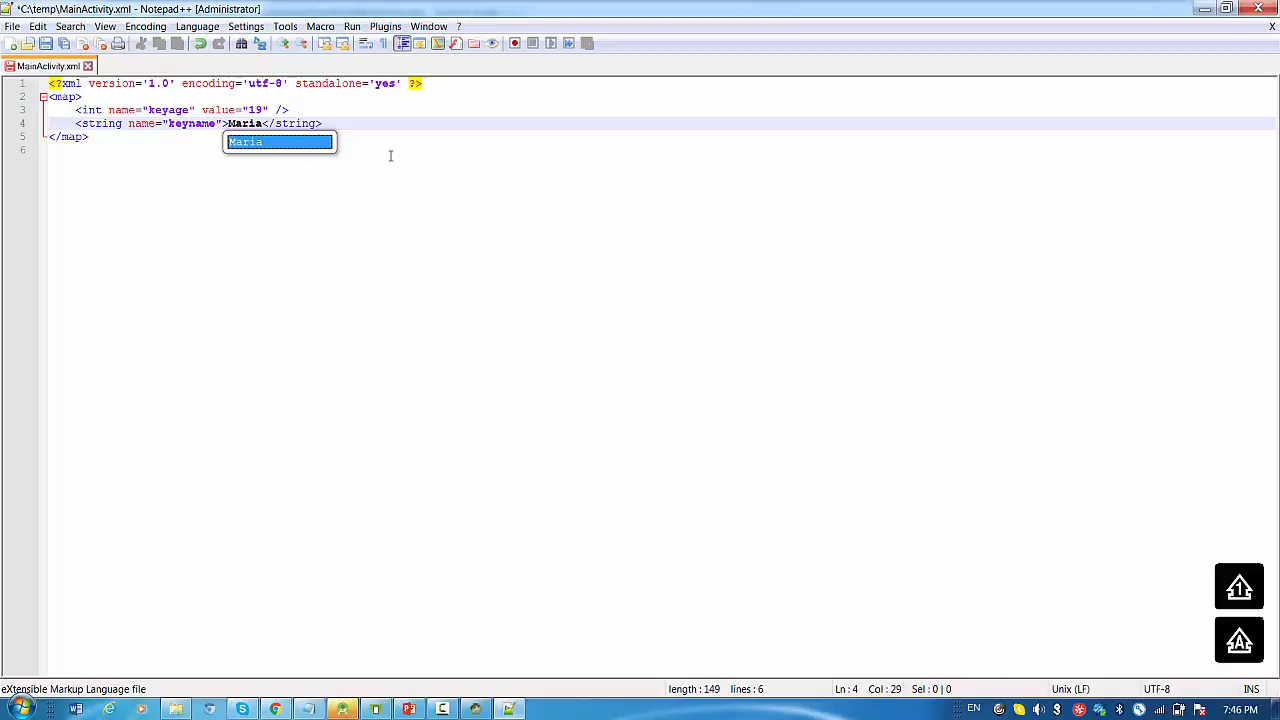 *C:\temp\MainActivity.xml - Notepad++ [Administrator]
File Edit Search View Encoding Language Settings Tools Macro Run Plugins Window ? X
MainActivity.xml
1 <?xml version='1.0' encoding='utf-8' standalone='yes' ?>
2 <map>
3 <int name="keyage" value="19" />
4 <string name="keyname">Maria</string>
5 </map>
Maria
6
1
A
eXtensible Markup Language file length : 149 lines : 6 Ln : 4 Col : 29 Sel : 0 | 0 Unix (LF) UTF-8 INS
EN 7:46 PM